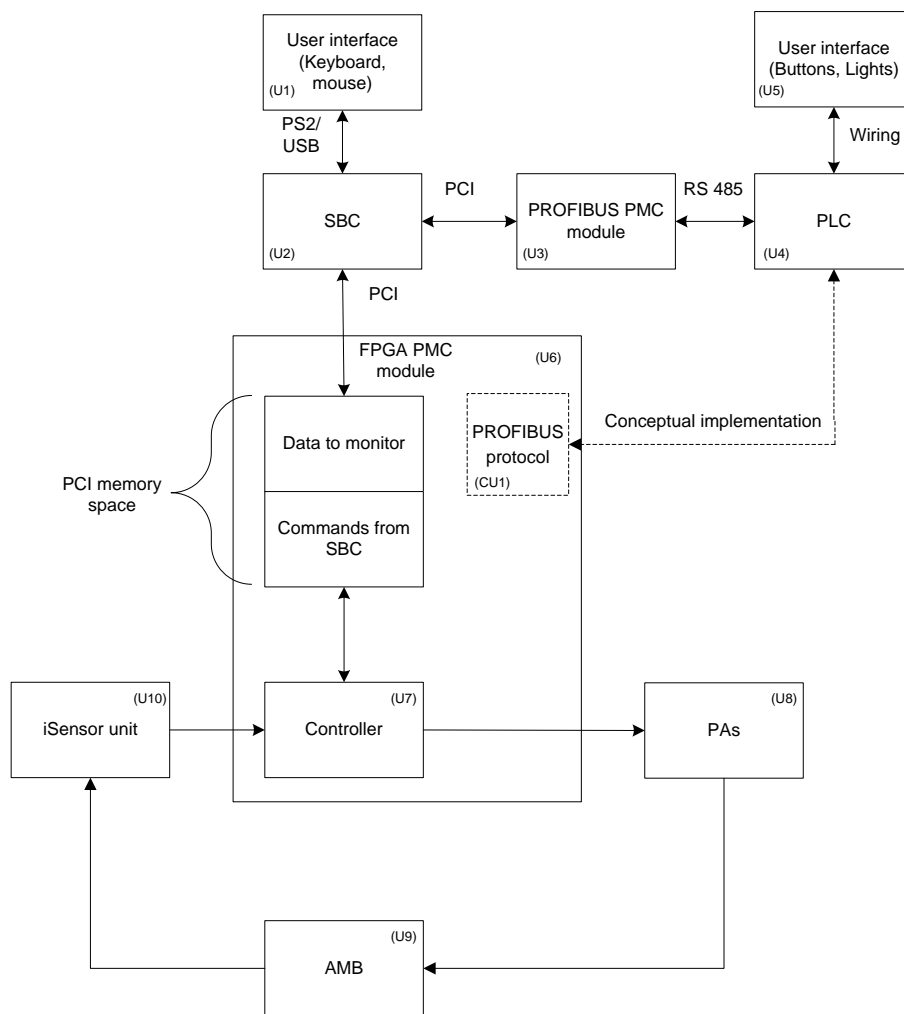 User interface
(Keyboard,
mouse)
(U1)
User interface
(Buttons, Lights)
(U5)
PS2/
USB
Wiring
SBC
(U2)
PCI
PROFIBUS PMC
module
(U3)
RS 485
PLC
(U4)
PCI
FPGA PMC
module
(U6)
Data to monitor
PROFIBUS
protocol
(CU1)
Conceptual implementation
PCI memory
space
Commands from
SBC
(U10)
iSensor unit
(U7)
Controller
(U8)
PAs
(U9)
AMB